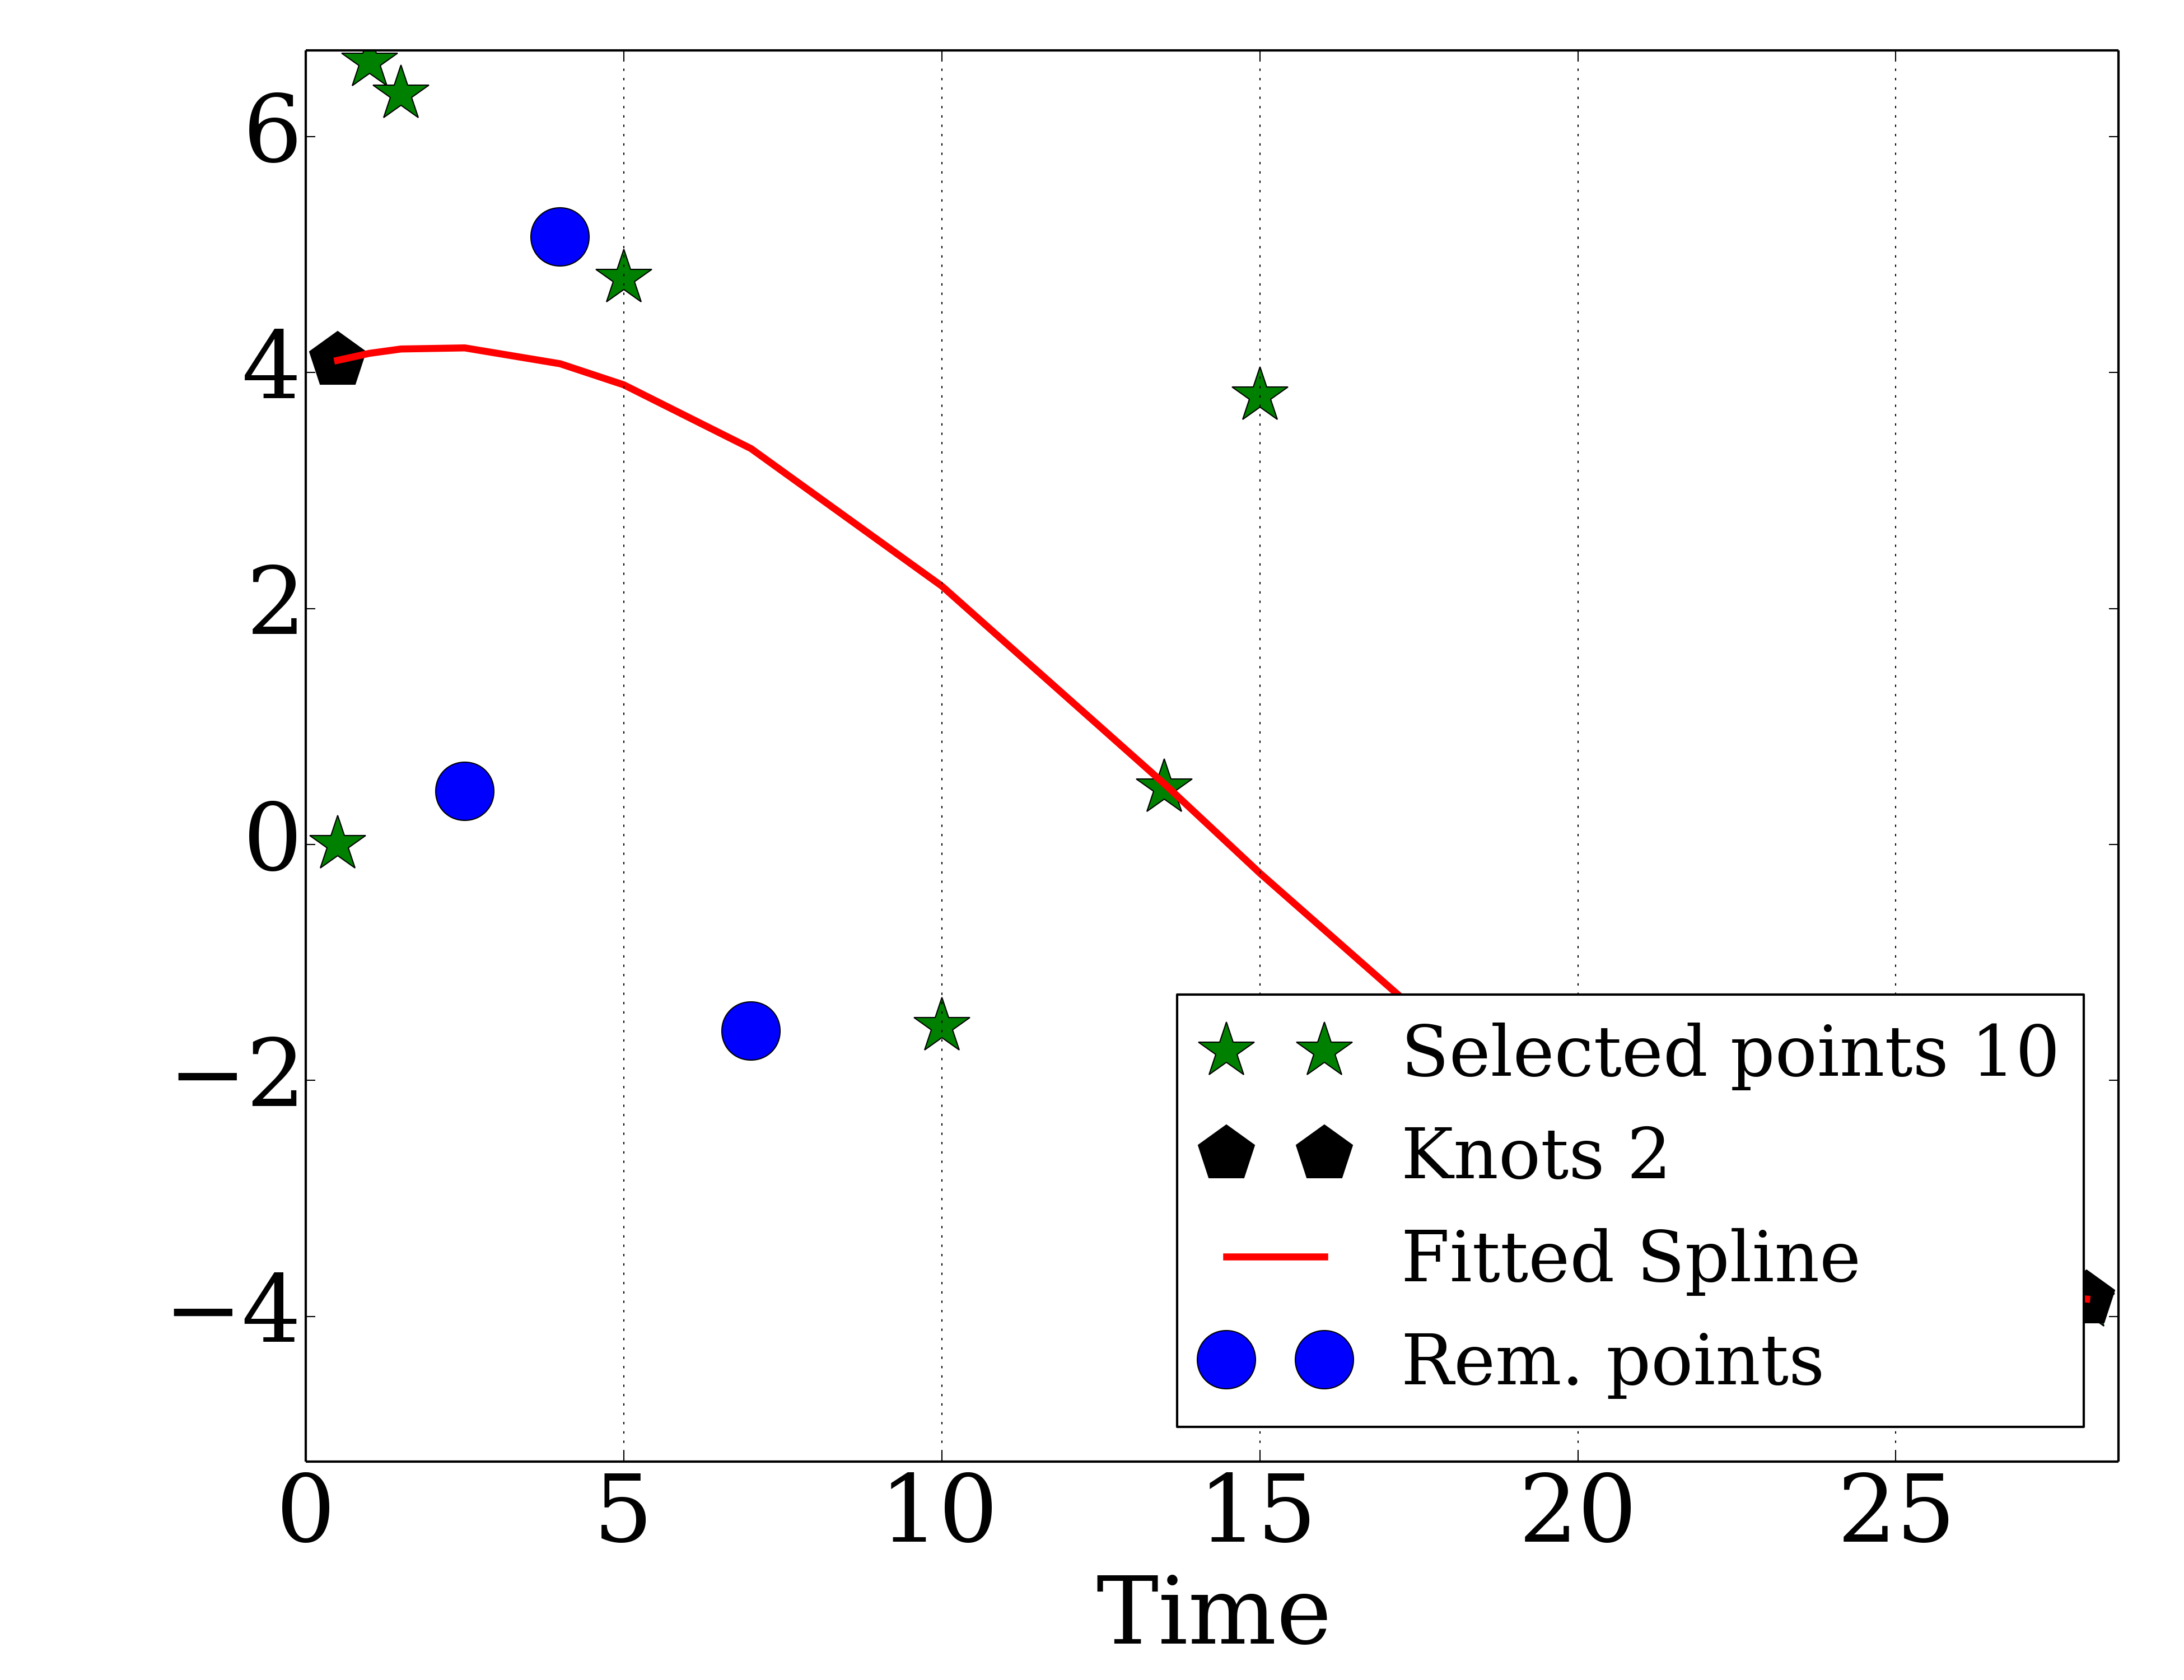 6
4
2
0
−2
−4
Selected points 10
Knots 2
Fitted Spline
Rem. points
0 5 10 15 20 25
Time